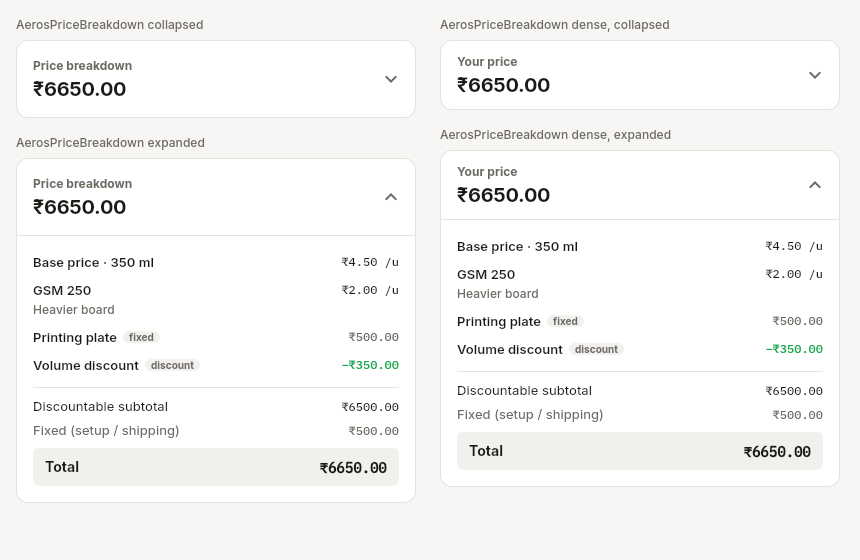 AerosPriceBreakdown collapsed
Price breakdown
₹6650.00
AerosPriceBreakdown expanded
Price breakdown
₹6650.00
Base price · 350 ml ₹4.50 /u
GSM 250 ₹2.00 /u
Heavier board
Printing plate fixed ₹500.00
Volume discount discount −₹350.00
Discountable subtotal ₹6500.00
Fixed (setup / shipping) ₹500.00
Total ₹6650.00
AerosPriceBreakdown dense, collapsed
Your price
₹6650.00
AerosPriceBreakdown dense, expanded
Your price
₹6650.00
Base price · 350 ml ₹4.50 /u
GSM 250 ₹2.00 /u
Heavier board
Printing plate fixed ₹500.00
Volume discount discount −₹350.00
Discountable subtotal ₹6500.00
Fixed (setup / shipping) ₹500.00
Total ₹6650.00